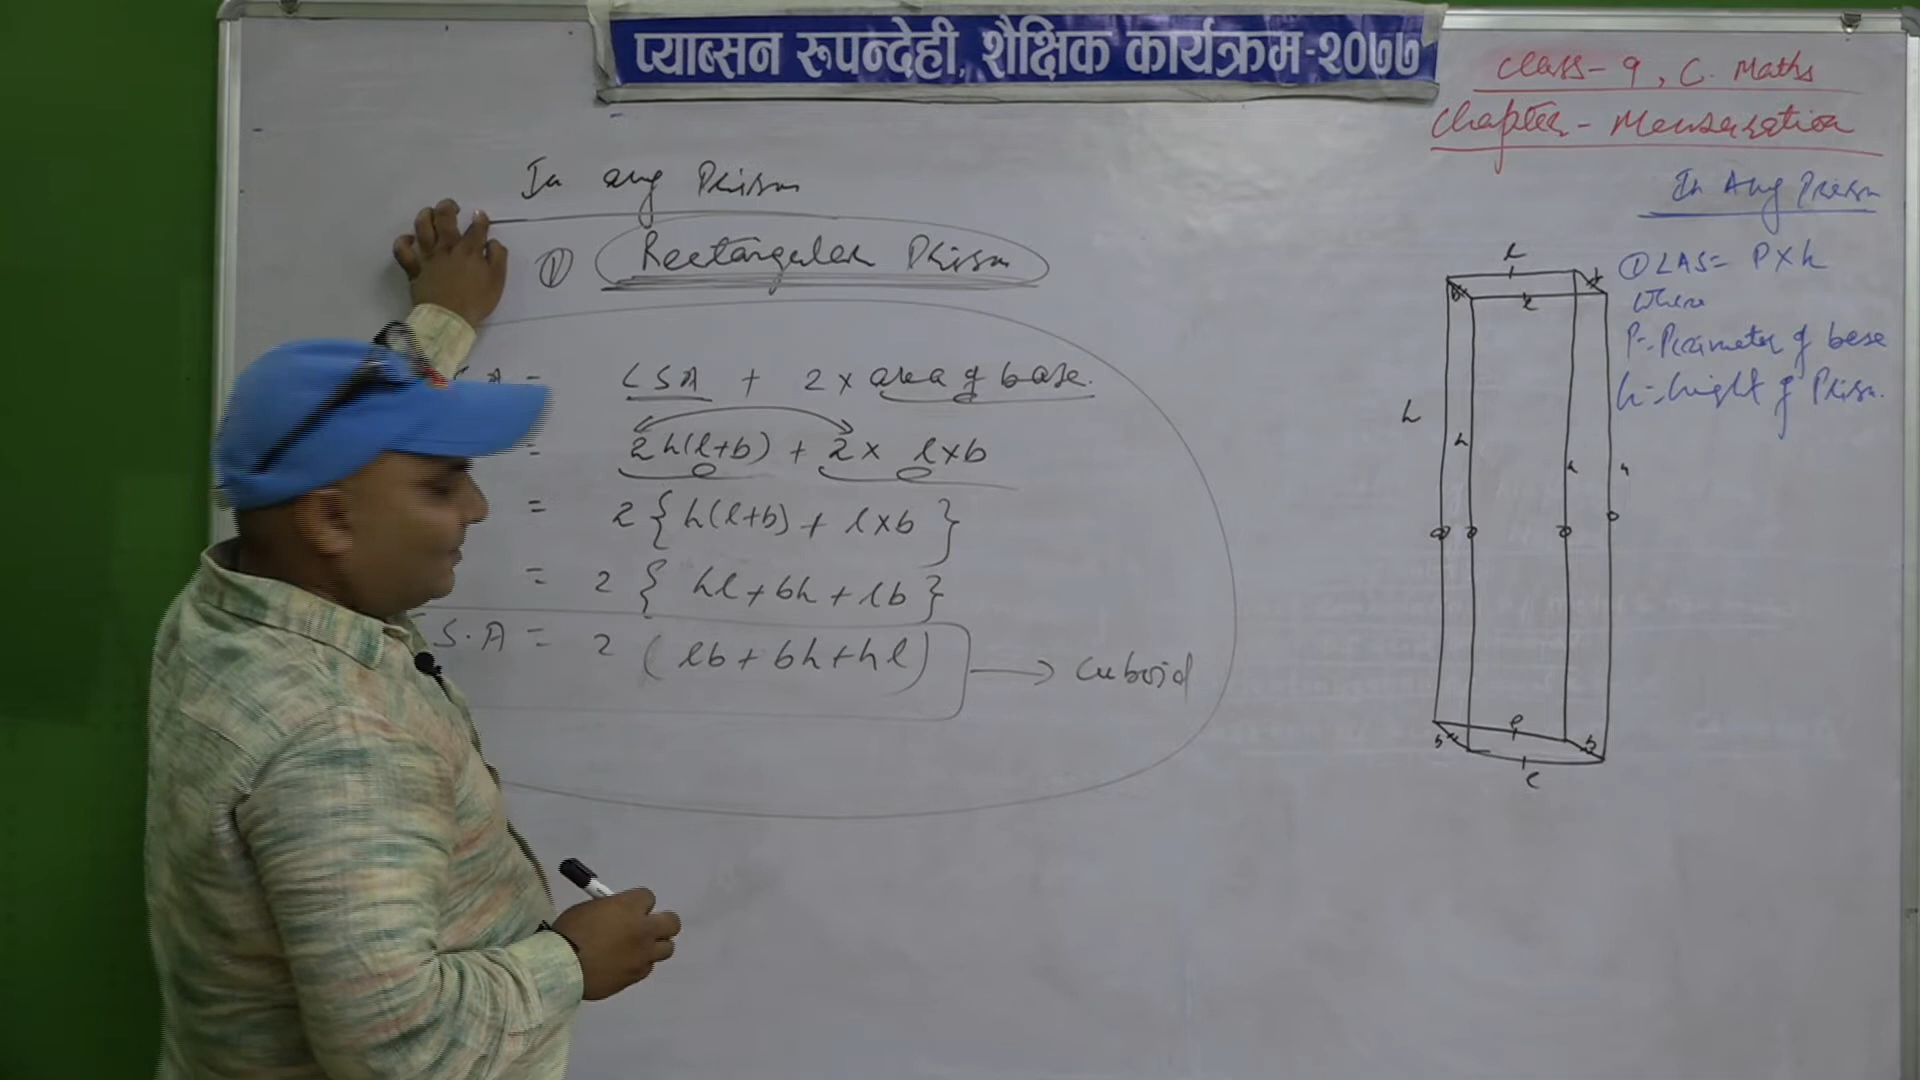 प्याब्सन रुपन्देही, शैक्षिक कार्यक्रम-२०७७
Class-9, C. Maths
Chapter - Mensuration
In any Prism
① Rectangular Prism
= LSA + 2 × area of base.
= 2h(l+b) + 2 × l×b
= 2 { h(l+b) + l×b }
= 2 { hl + bh + lb }
S.A = 2 (lb + bh + hl) → cuboid
In Any Prism
① LAS = P×h
Where
P = Perimeter of base
h = hight of Prism.
l
l
h
h
h
h
l
b
b
l